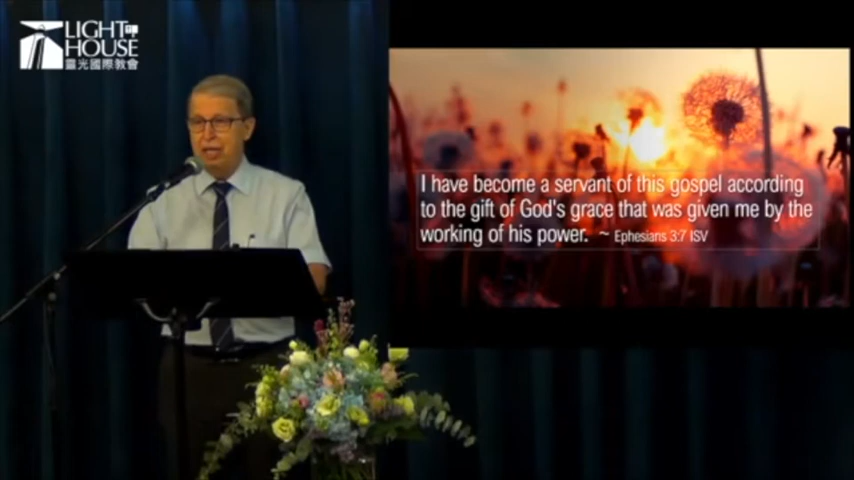 LIGHT
HOUSE
靈光國際教會
I have become a servant of this gospel according
to the gift of God's grace that was given me by the
working of his power. ~ Ephesians 3:7 ISV